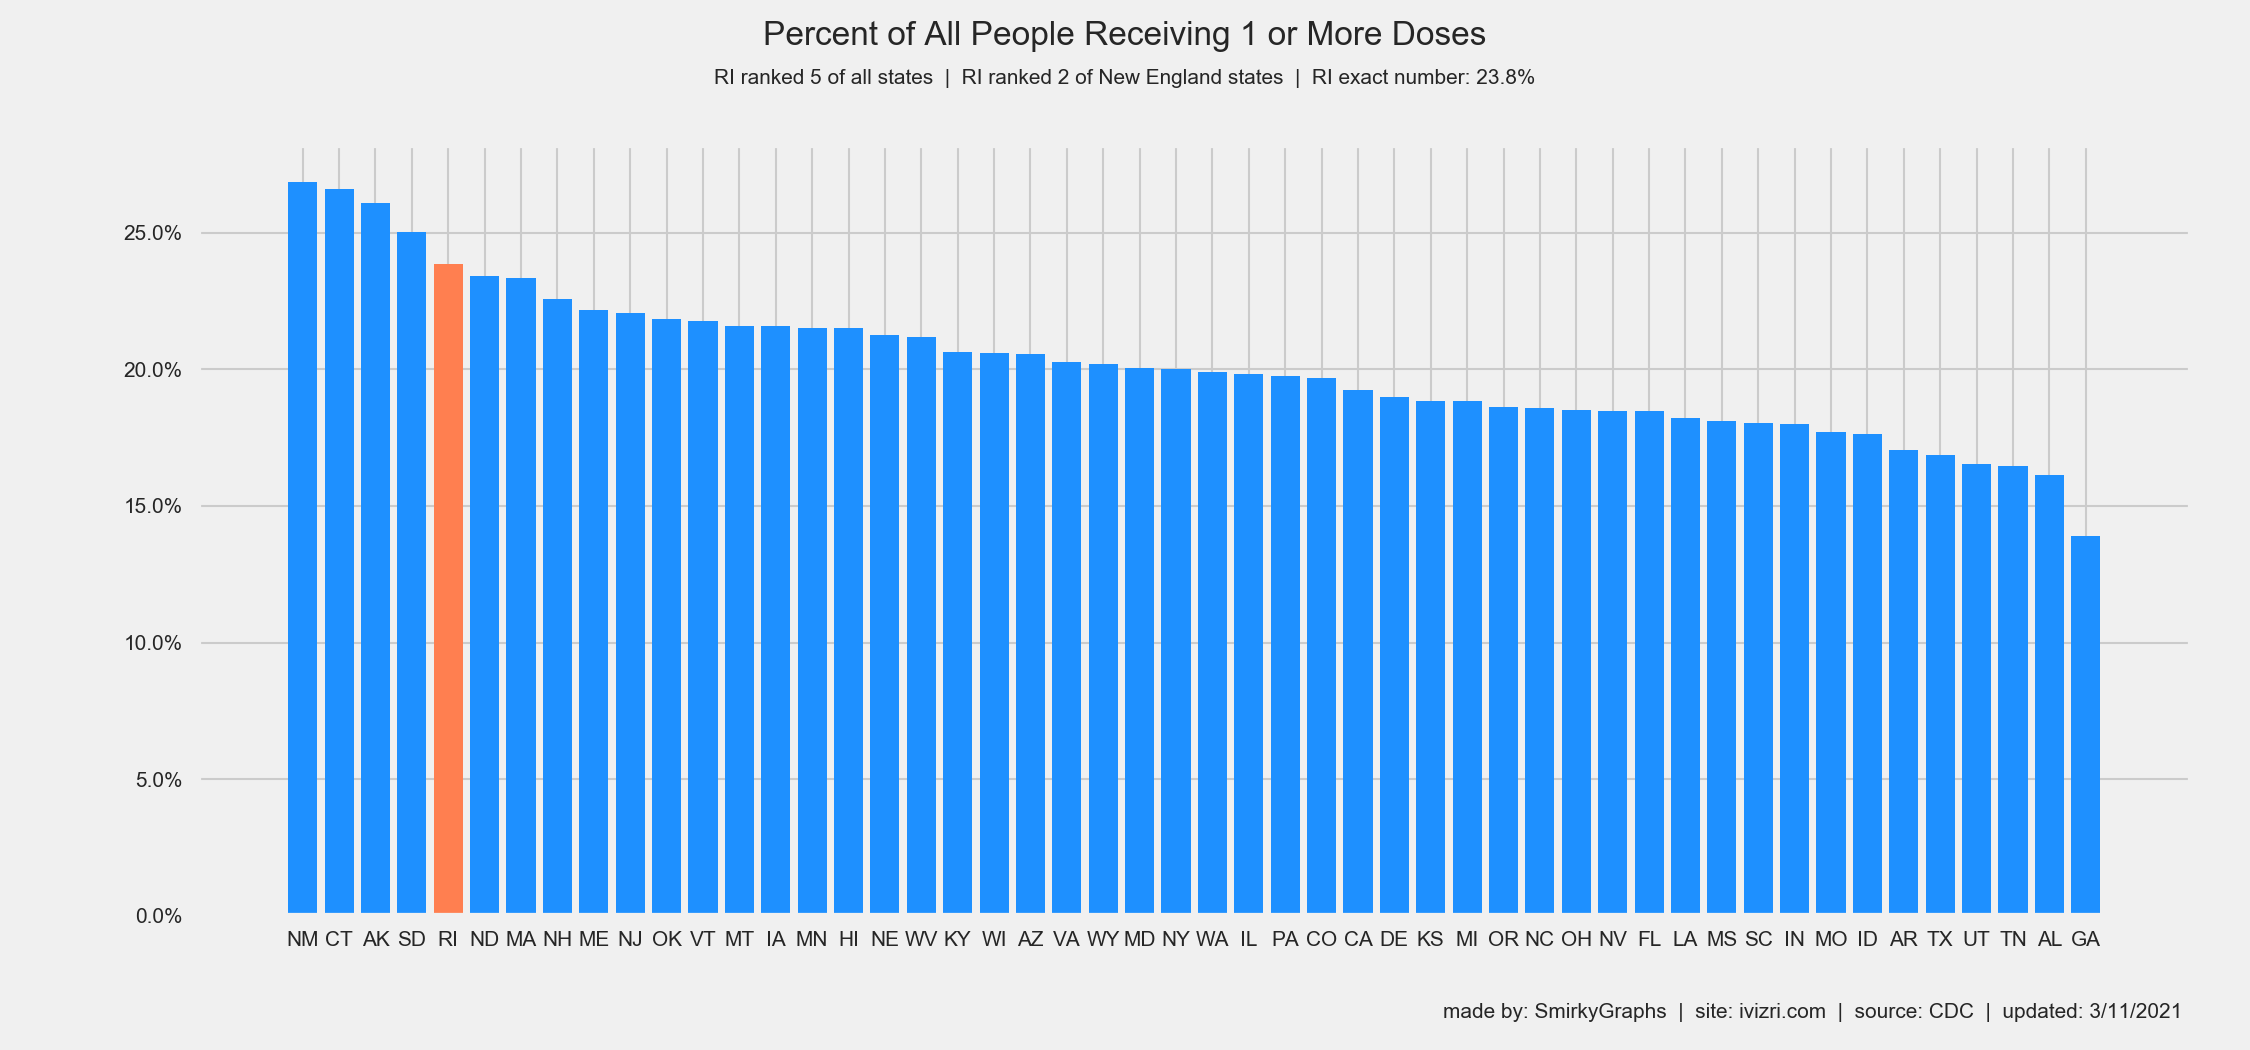 Percent of All People Receiving 1 or More Doses
RI ranked 5 of all states | RI ranked 2 of New England states | RI exact number: 23.8%
25.0%
20.0%
15.0%
10.0%
5.0%
0.0%
NM CT AK SD RI ND MA NH ME NJ OK VT MT IA MN HI NE WV KY WI AZ VA WY MD NY WA IL PA CO CA DE KS MI OR NC OH NV FL LA MS SC IN MO ID AR TX UT TN AL GA
made by: SmirkyGraphs | site: ivizri.com | source: CDC | updated: 3/11/2021